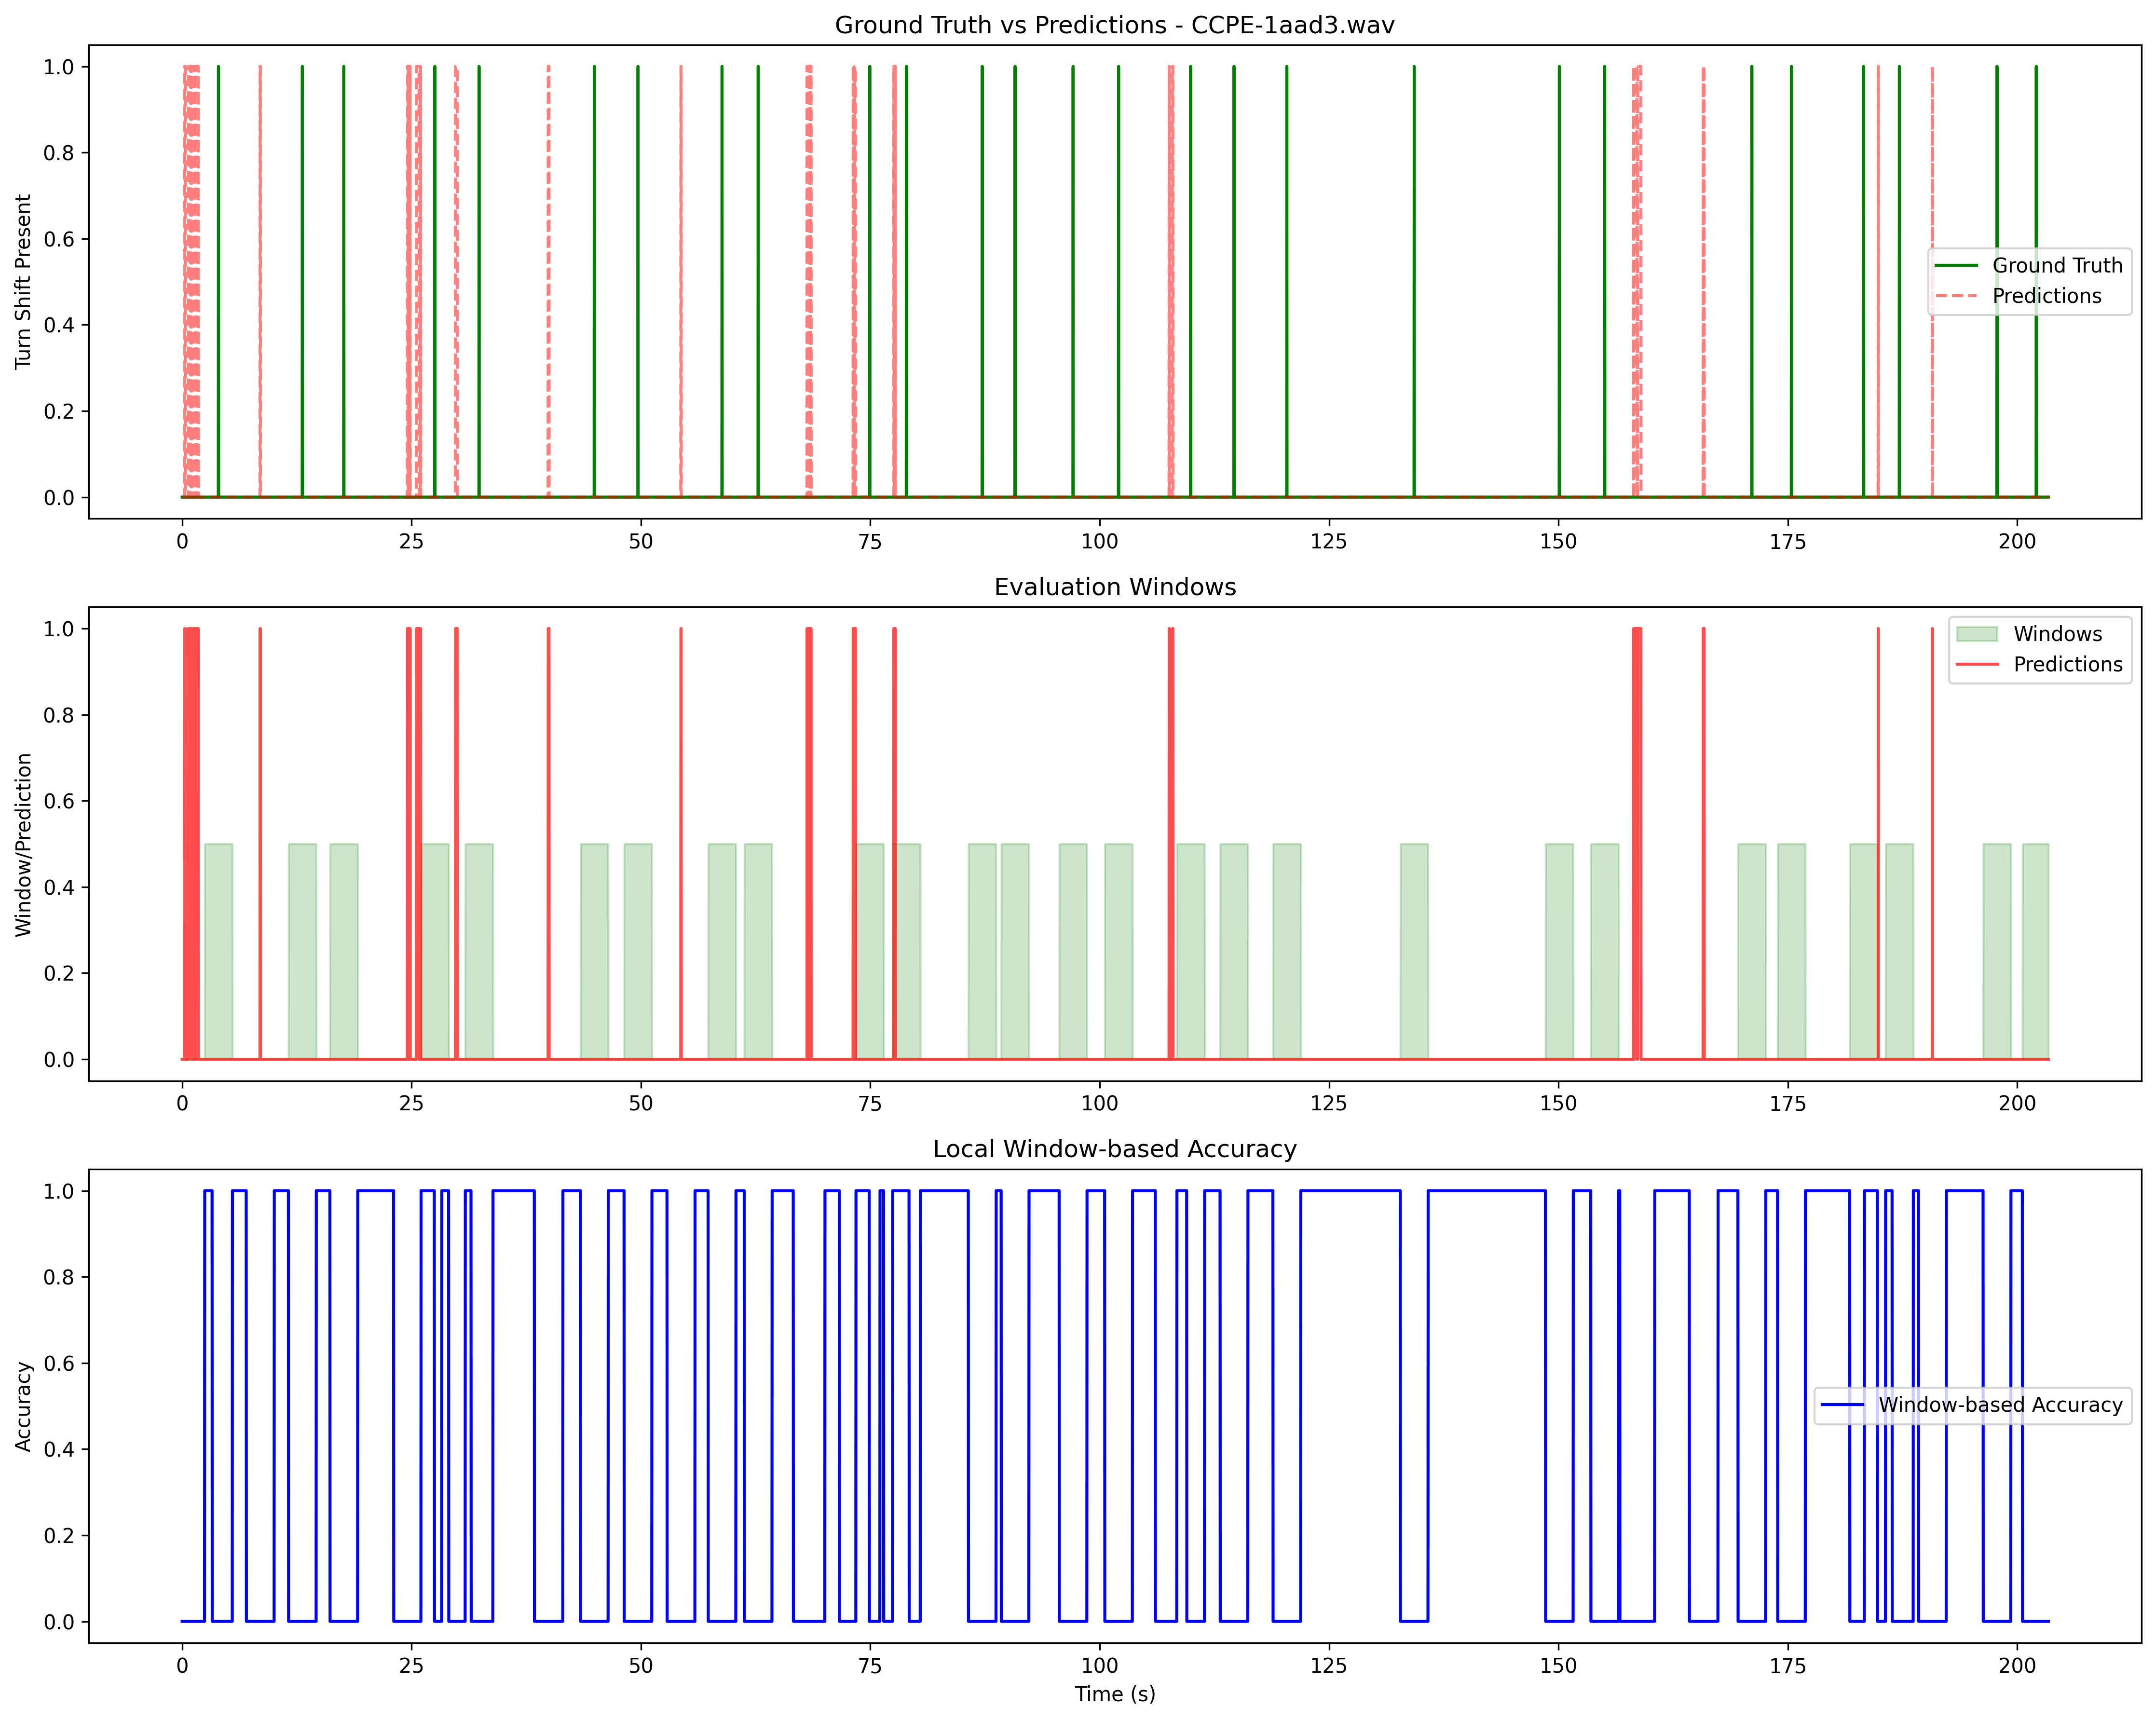 Ground Truth vs Predictions - CCPE-1aad3.wav
1.0
0.8
0.6
0.4
0.2
0.0
Turn Shift Present
Ground Truth
Predictions
0 25 50 75 100 125 150 175 200
Evaluation Windows
1.0
0.8
0.6
0.4
0.2
0.0
Window/Prediction
Windows
Predictions
0 25 50 75 100 125 150 175 200
Local Window-based Accuracy
1.0
0.8
0.6
0.4
0.2
0.0
Accuracy
Window-based Accuracy
0 25 50 75 100 125 150 175 200
Time (s)